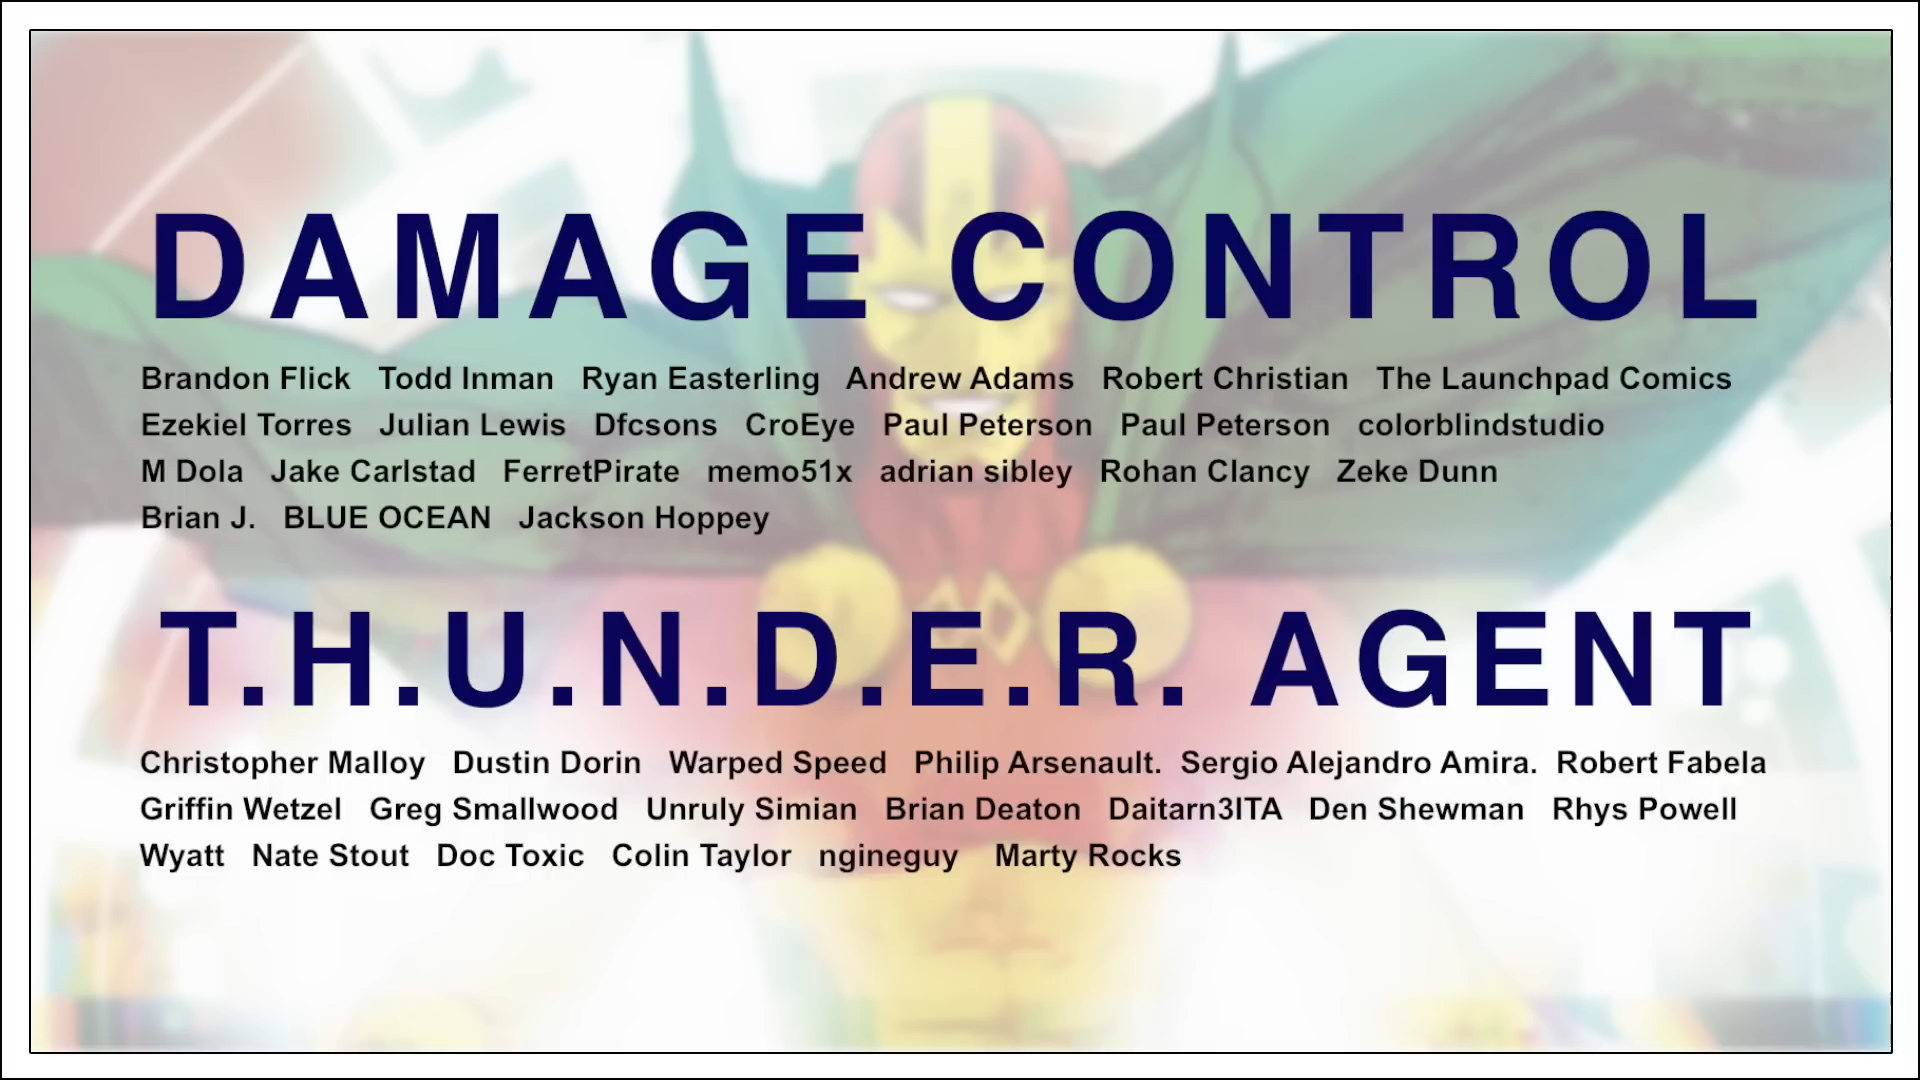 DAMAGE CONTROL
Brandon Flick Todd Inman Ryan Easterling Andrew Adams Robert Christian The Launchpad Comics
Ezekiel Torres Julian Lewis Dfcsons CroEye Paul Peterson Paul Peterson colorblindstudio
M Dola Jake Carlstad FerretPirate memo51x adrian sibley Rohan Clancy Zeke Dunn
Brian J. BLUE OCEAN Jackson Hoppey
T.H.U.N.D.E.R. AGENT
Christopher Malloy Dustin Dorin Warped Speed Philip Arsenault. Sergio Alejandro Amira. Robert Fabela
Griffin Wetzel Greg Smallwood Unruly Simian Brian Deaton Daitarn3ITA Den Shewman Rhys Powell
Wyatt Nate Stout Doc Toxic Colin Taylor ngineguy Marty Rocks